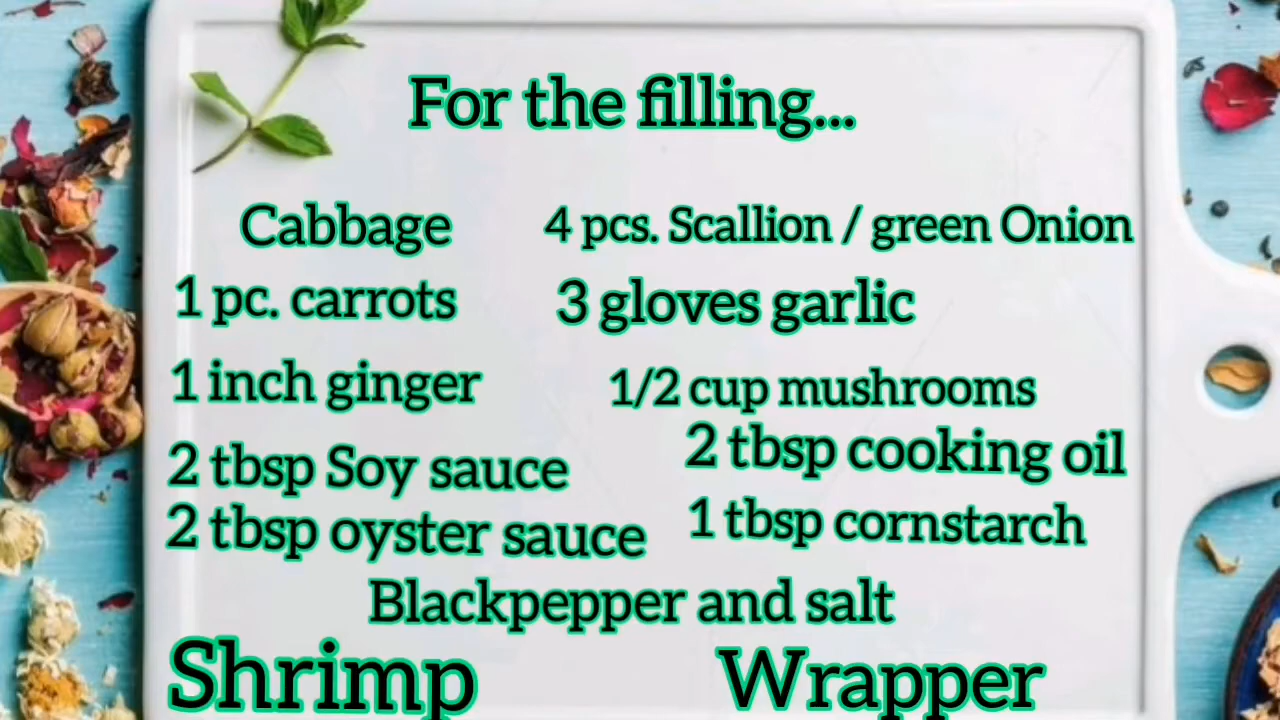 For the filling...
Cabbage
4 pcs. Scallion / green Onion
1 pc. carrots
3 gloves garlic
1 inch ginger
1/2 cup mushrooms
2 tbsp Soy sauce
2 tbsp cooking oil
2 tbsp oyster sauce
1 tbsp cornstarch
Blackpepper and salt
Shrimp
Wrapper